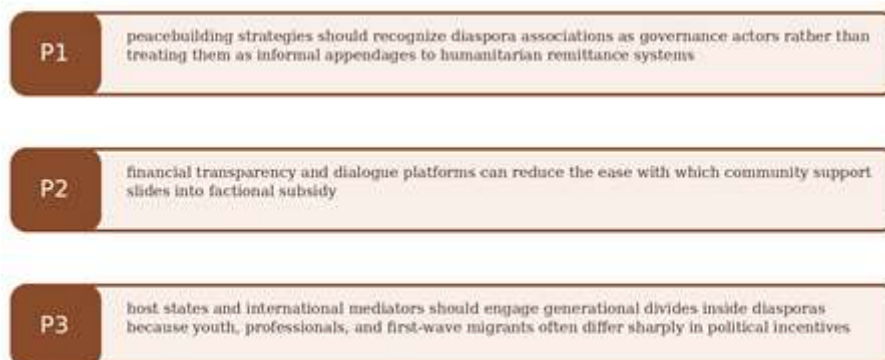 P1
peacebuilding strategies should recognize diaspora associations as governance actors rather than
treating them as informal appendages to humanitarian remittance systems
P2
financial transparency and dialogue platforms can reduce the ease with which community support
slides into factional subsidy
P3
host states and international mediators should engage generational divides inside diasporas
because youth, professionals, and first-wave migrants often differ sharply in political incentives